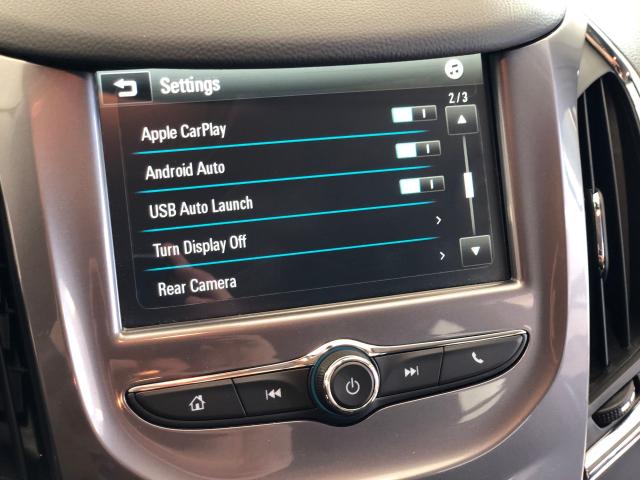 Settings
2/3
Apple CarPlay
Android Auto
USB Auto Launch
Turn Display Off
Rear Camera